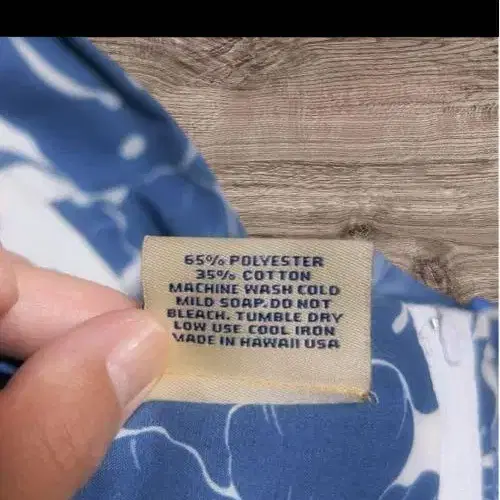 65% POLYESTER
35% COTTON
MACHINE WASH COLD
MILD SOAP. DO NOT
BLEACH. TUMBLE DRY
LOW USE COOL IRON
MADE IN HAWAII USA